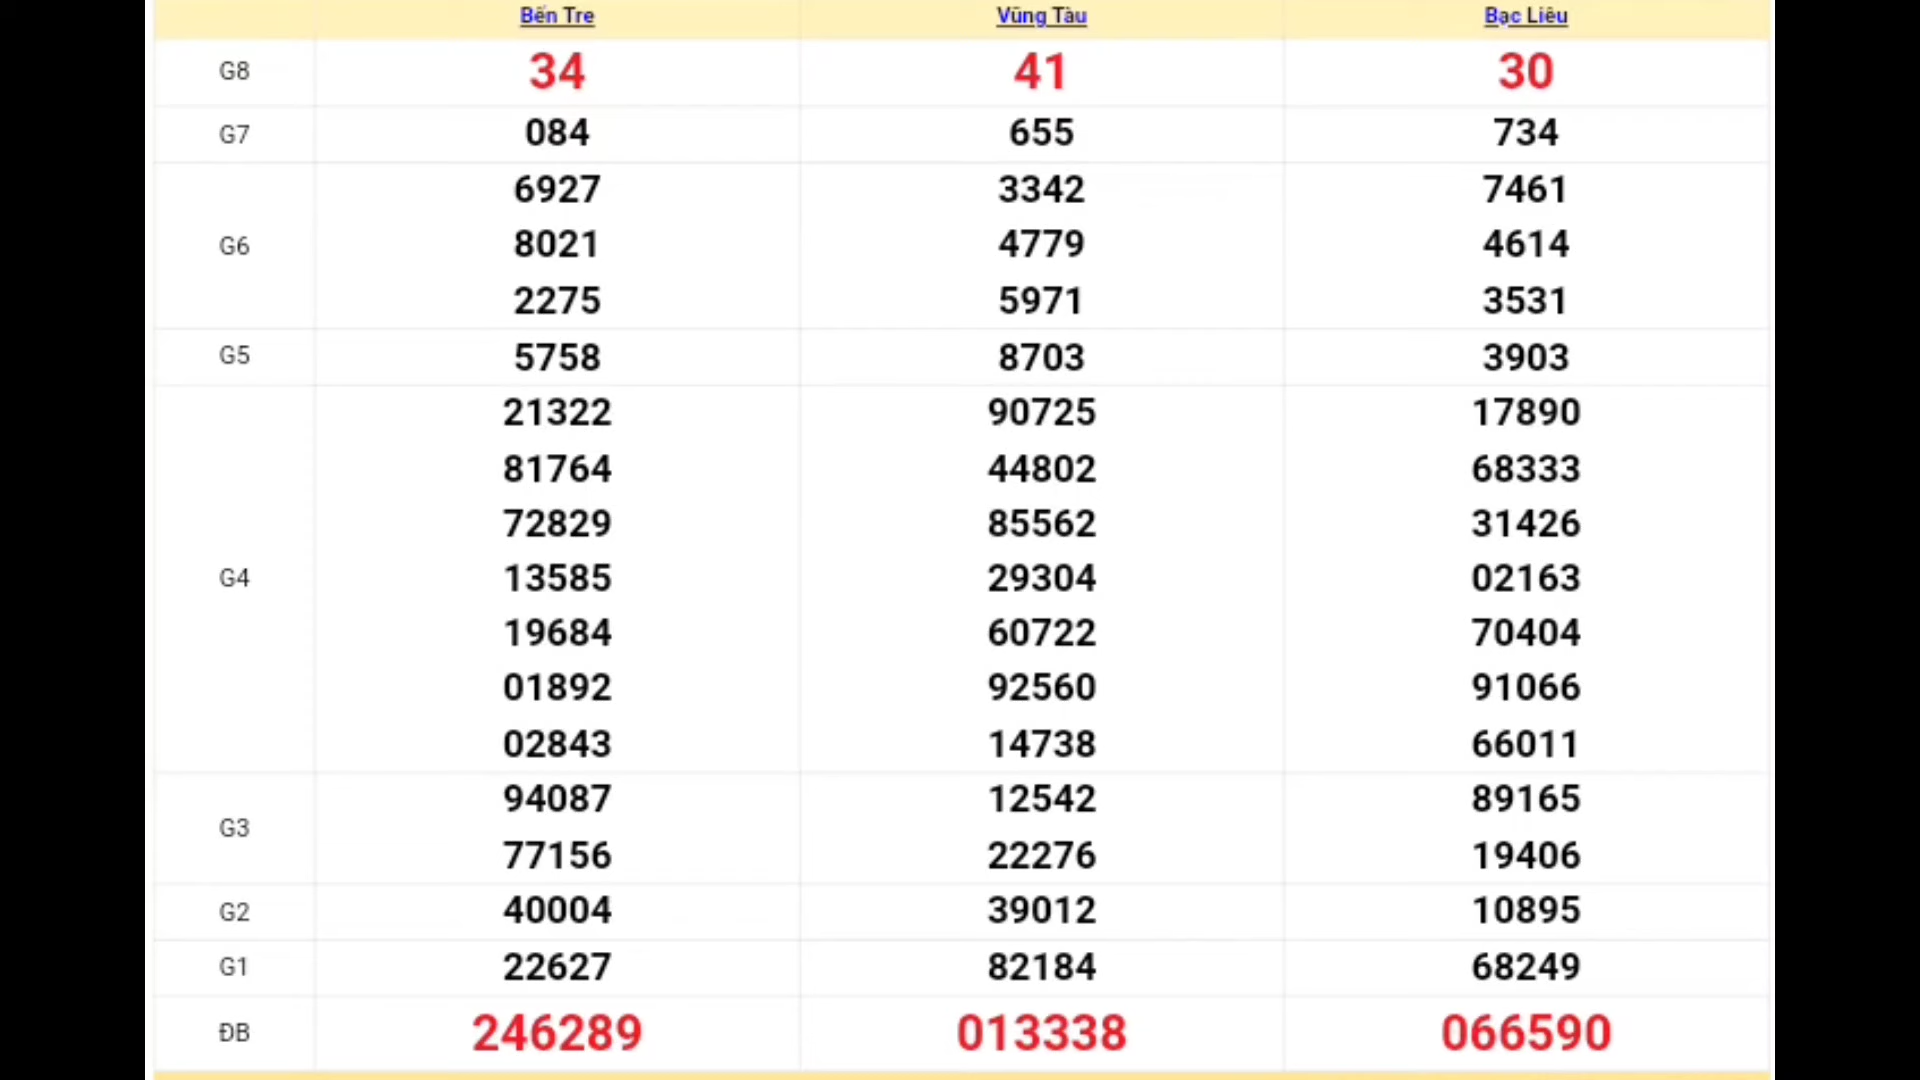 Bến Tre Vũng Tàu Bạc Liêu
G8 34 41 30
G7 084 655 734
6927 3342 7461
G6 8021 4779 4614
2275 5971 3531
G5 5758 8703 3903
21322 90725 17890
81764 44802 68333
72829 85562 31426
G4 13585 29304 02163
19684 60722 70404
01892 92560 91066
02843 14738 66011
94087 12542 89165
G3
77156 22276 19406
G2 40004 39012 10895
G1 22627 82184 68249
ĐB 246289 013338 066590